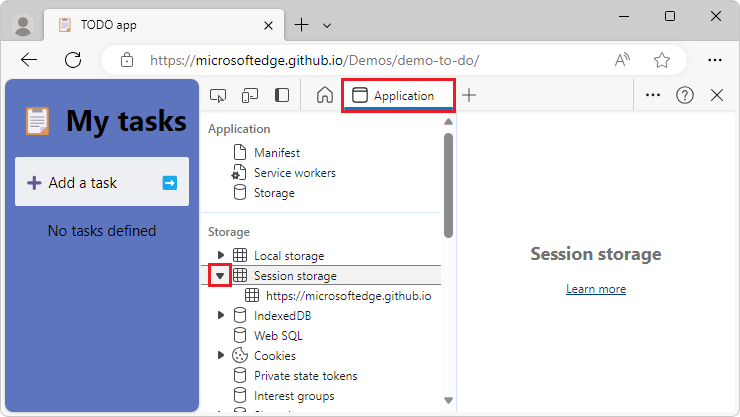 TODO app
https://microsoftedge.github.io/Demos/demo-to-do/
My tasks
Add a task
No tasks defined
Application
Application
Manifest
Service workers
Storage
Storage
Local storage
Session storage
https://microsoftedge.github.io
IndexedDB
Web SQL
Cookies
Private state tokens
Interest groups
Session storage
Learn more